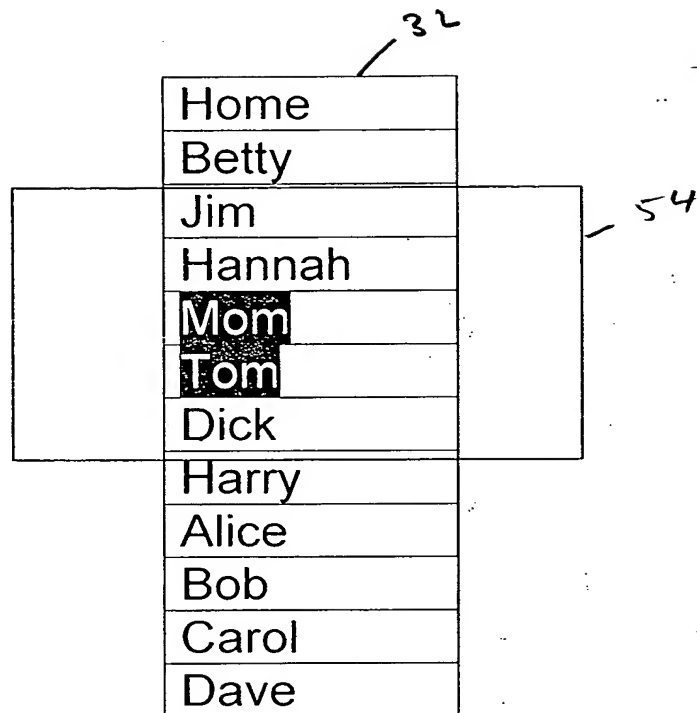 32
Home
Betty
Jim
54
Hannah
Mom
Tom
Dick
Harry
Alice
Bob
Carol
Dave